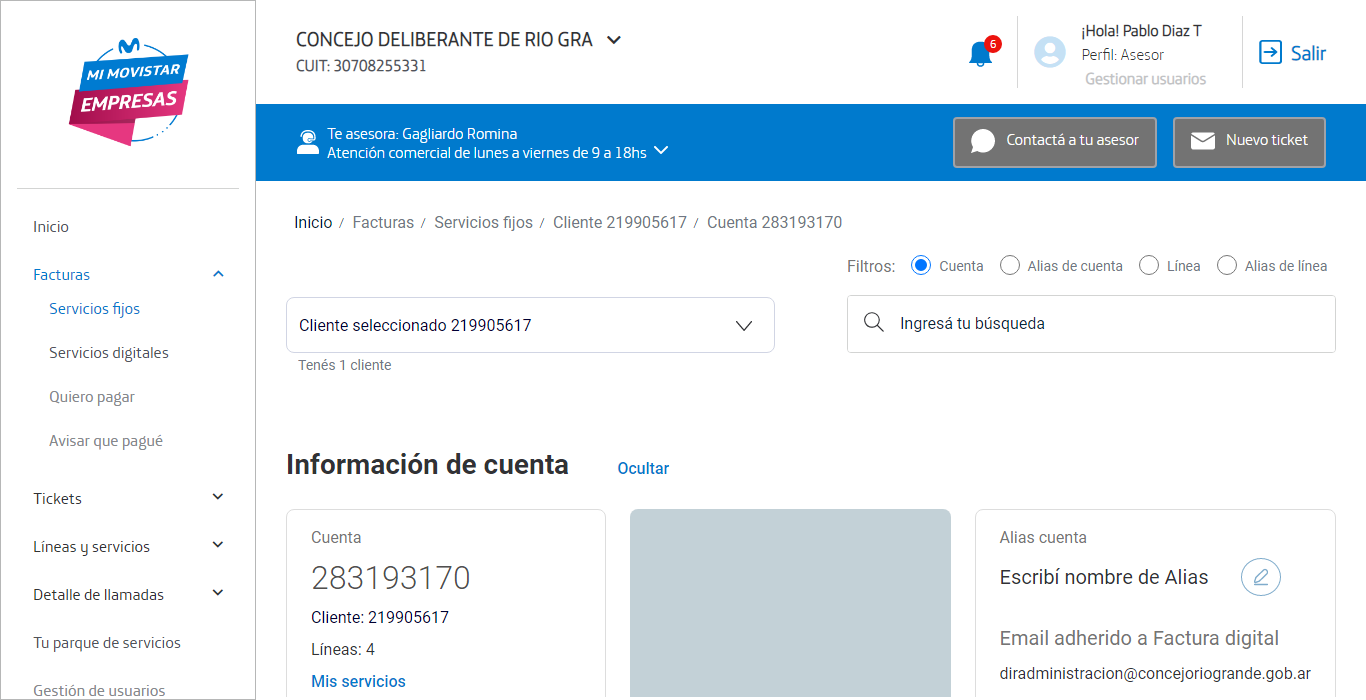 MI MOVISTAR
EMPRESAS
Inicio
Facturas
Servicios fijos
Servicios digitales
Quiero pagar
Avisar que pagué
Tickets
Líneas y servicios
Detalle de llamadas
Tu parque de servicios
Gestión de usuarios
CONCEJO DELIBERANTE DE RIO GRA
CUIT: 30708255331
6
¡Hola! Pablo Diaz T
Perfil: Asesor
Gestionar usuarios
Salir
Te asesora: Gagliardo Romina
Atención comercial de lunes a viernes de 9 a 18hs
Contactá a tu asesor
Nuevo ticket
Inicio / Facturas / Servicios fijos / Cliente 219905617 / Cuenta 283193170
Filtros: Cuenta Alias de cuenta Línea Alias de línea
Cliente seleccionado 219905617
Ingresá tu búsqueda
Tenés 1 cliente
Información de cuenta
Ocultar
Cuenta
283193170
Cliente: 219905617
Líneas: 4
Mis servicios
Alias cuenta
Escribí nombre de Alias
Email adherido a Factura digital
diradministracion@concejoriogrande.gob.ar